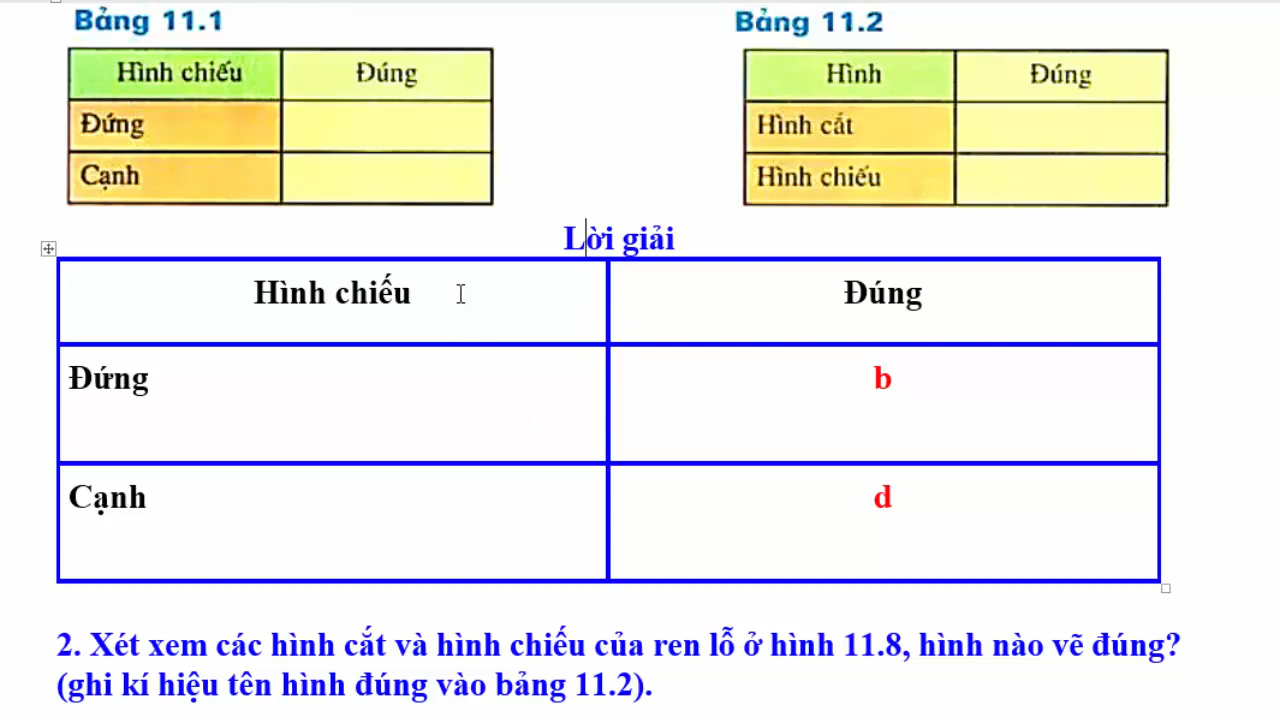 Bảng 11.1
Hình chiếu Đúng
Đứng
Cạnh
Bảng 11.2
Hình Đúng
Hình cắt
Hình chiếu
Lời giải
Hình chiếu Đúng
Đứng b
Cạnh d
2. Xét xem các hình cắt và hình chiếu của ren lỗ ở hình 11.8, hình nào vẽ đúng?
(ghi kí hiệu tên hình đúng vào bảng 11.2).